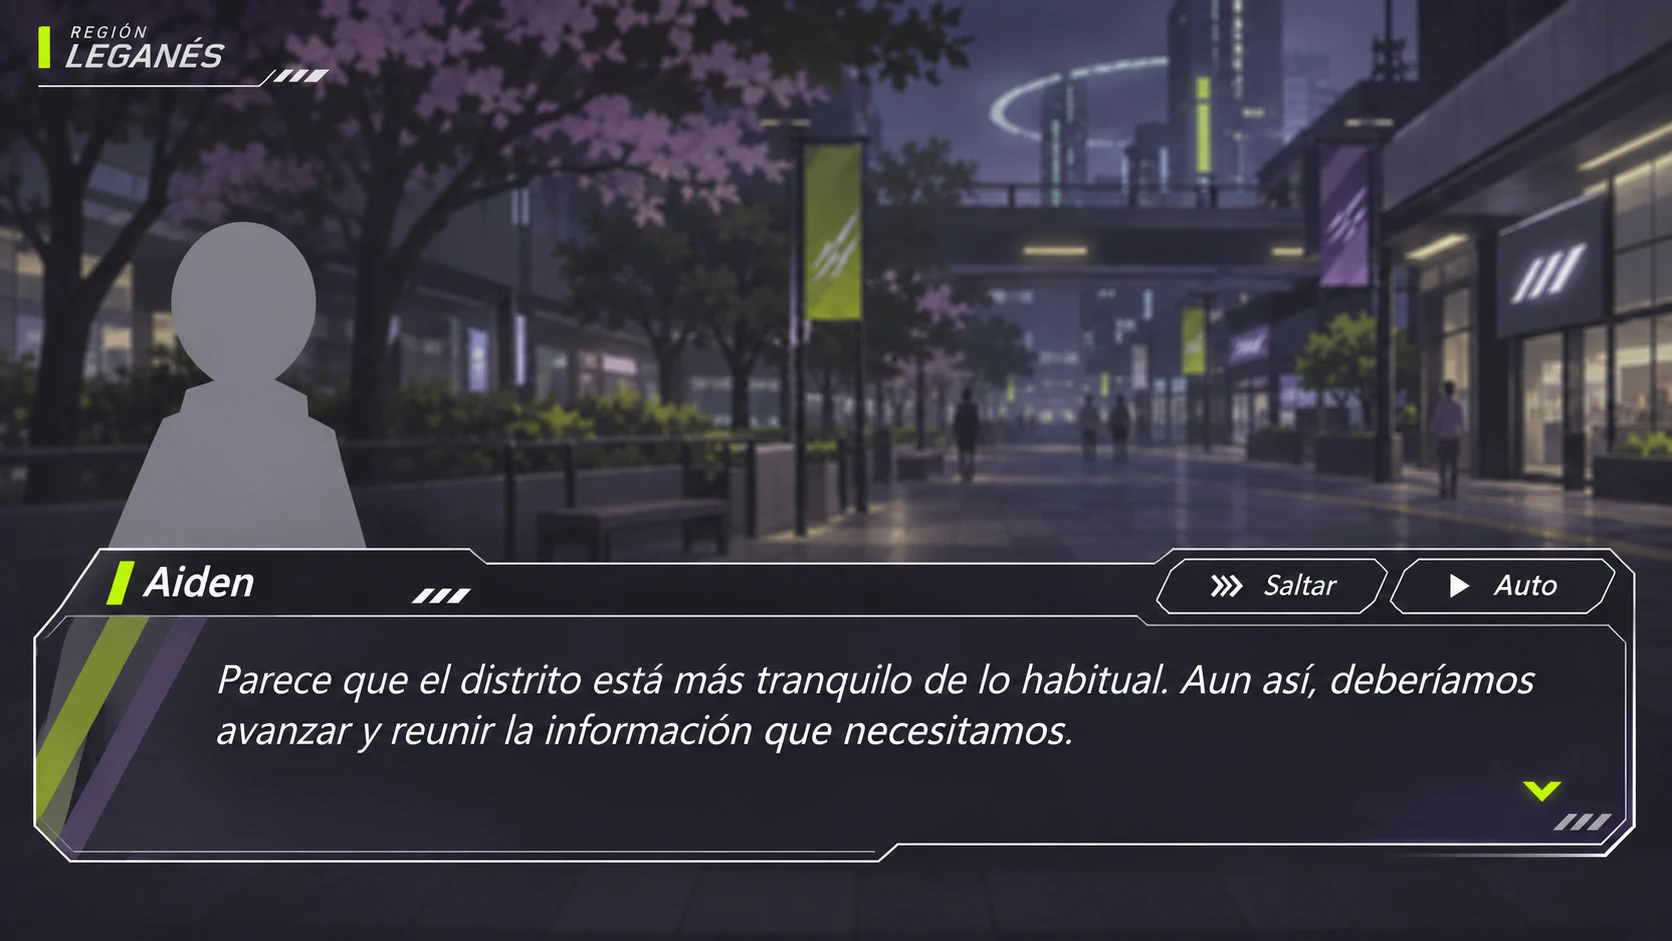 REGIÓN
LEGANÉS
Aiden
Saltar
Auto
Parece que el distrito está más tranquilo de lo habitual. Aun así, deberíamos
avanzar y reunir la información que necesitamos.